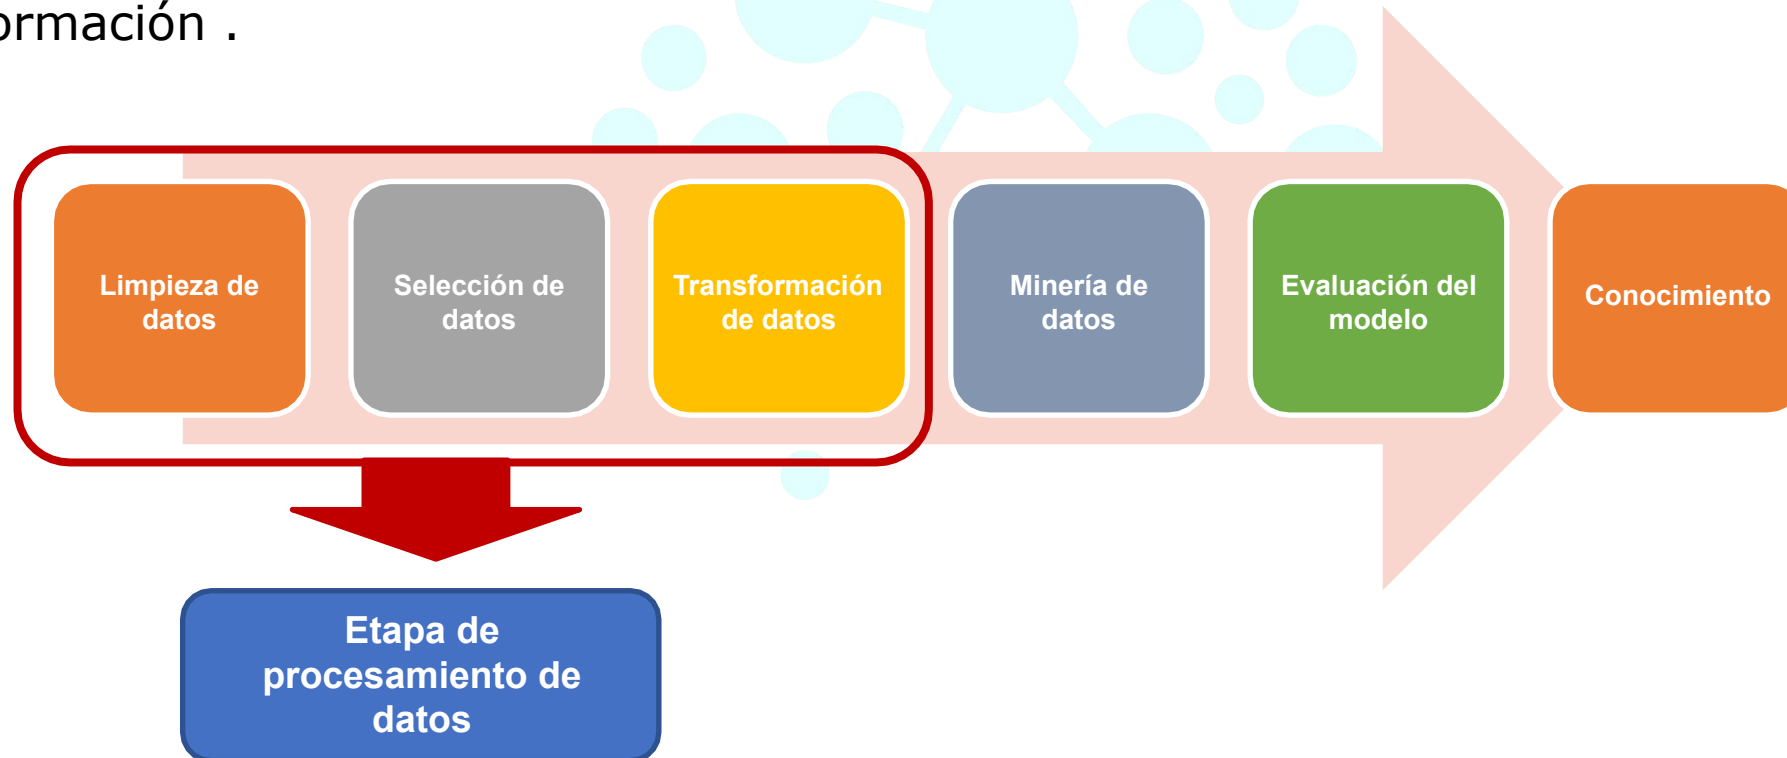 ormación .
Limpieza de
datos
Selección de
datos
Transformación
de datos
Minería de
datos
Evaluación del
modelo
Conocimiento
Etapa de
procesamiento de
datos